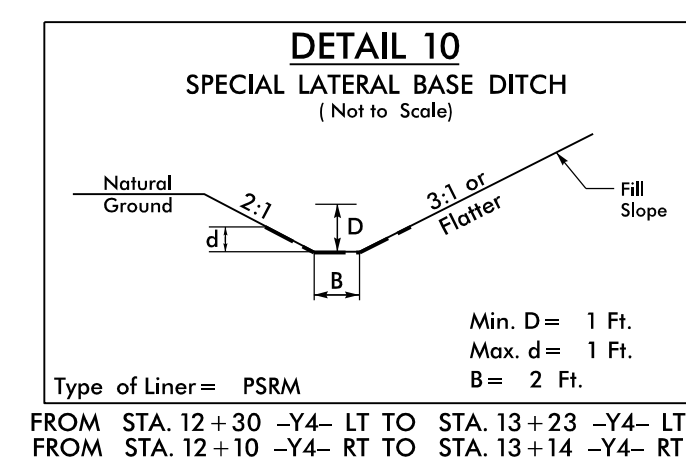 DETAIL 10
SPECIAL LATERAL BASE DITCH
( Not to Scale)
Natural
Ground
2:1
D
d
B
3:1 or
Flatter
Fill
Slope
Min. D = 1 Ft.
Max. d = 1 Ft.
B = 2 Ft.
Type of Liner = PSRM
FROM STA. 12+30 -Y4- LT TO STA. 13+23 -Y4- LT
FROM STA. 12+10 -Y4- RT TO STA. 13+14 -Y4- RT